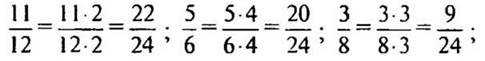 11/12 = 11·2/12·2 = 22/24 ; 5/6 = 5·4/6·4 = 20/24 ; 3/8 = 3·3/8·3 = 9/24 ;